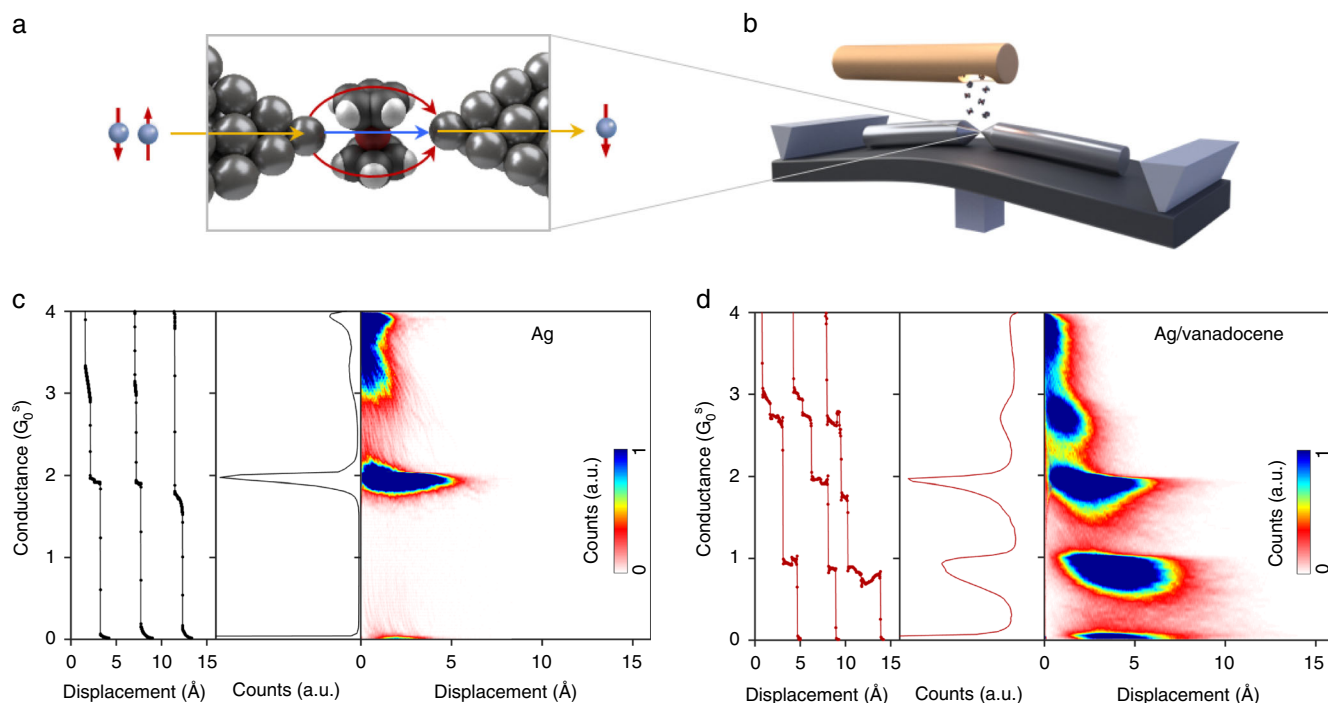 a
b
c
4
3
2
1
0
Conductance (G₀ˢ)
0 5 10 15
Displacement (Å)
Counts (a.u.)
Ag
Counts (a.u.)
1
0
0 5 10 15
Displacement (Å)
d
4
3
2
1
0
Conductance (G₀ˢ)
0 5 10 15
Displacement (Å)
Counts (a.u.)
Ag/vanadocene
Counts (a.u.)
1
0
0 5 10 15
Displacement (Å)